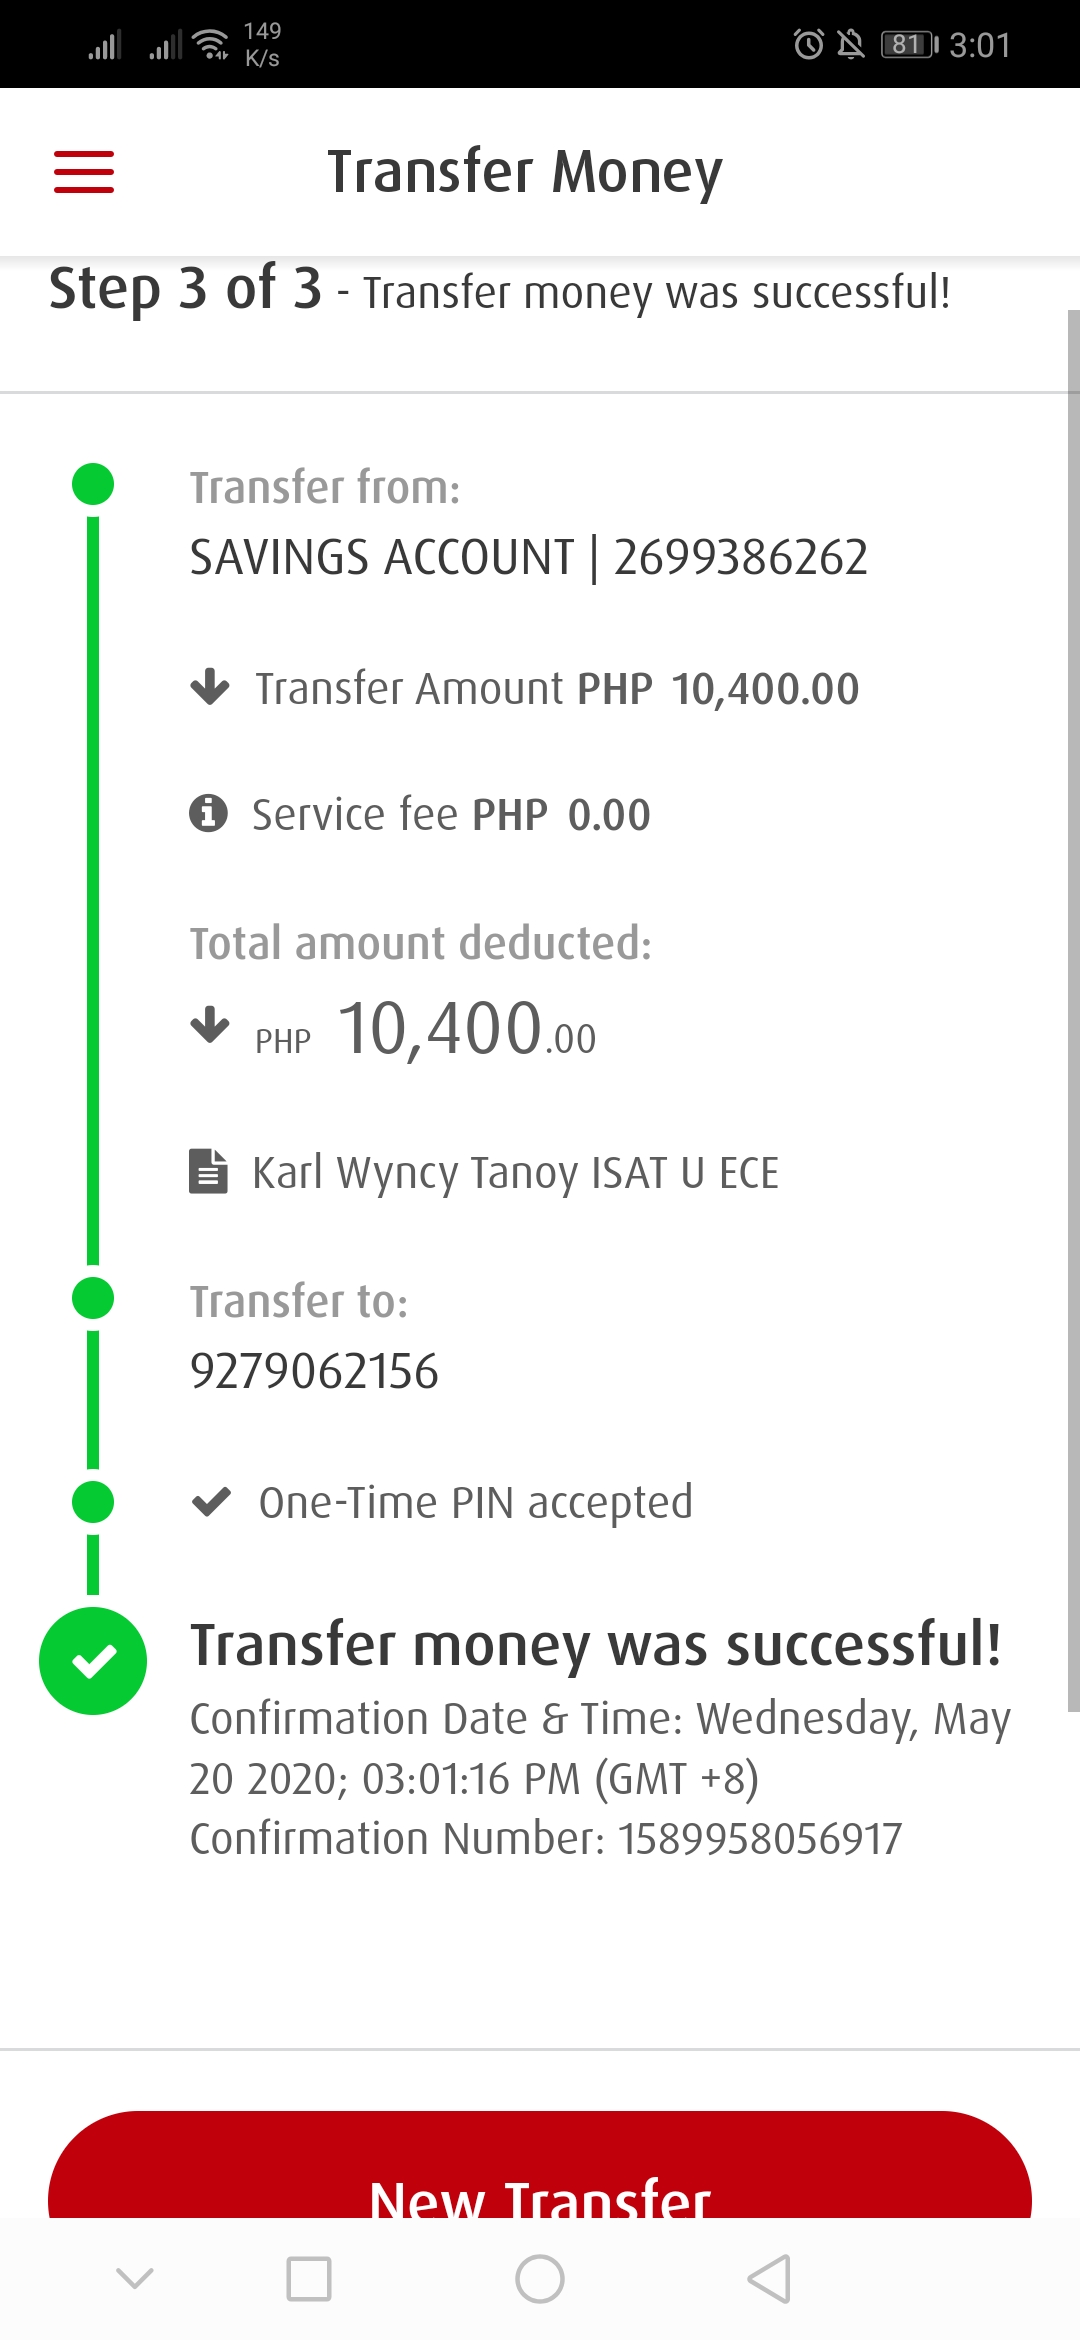 149
K/s
81
3:01
Transfer Money
Step 3 of 3 - Transfer money was successful!
Transfer from:
SAVINGS ACCOUNT | 2699386262
Transfer Amount PHP 10,400.00
Service fee PHP 0.00
Total amount deducted:
PHP 10,400.00
Karl Wyncy Tanoy ISAT U ECE
Transfer to:
9279062156
One-Time PIN accepted
Transfer money was successful!
Confirmation Date & Time: Wednesday, May
20 2020; 03:01:16 PM (GMT +8)
Confirmation Number: 1589958056917
New Transfer